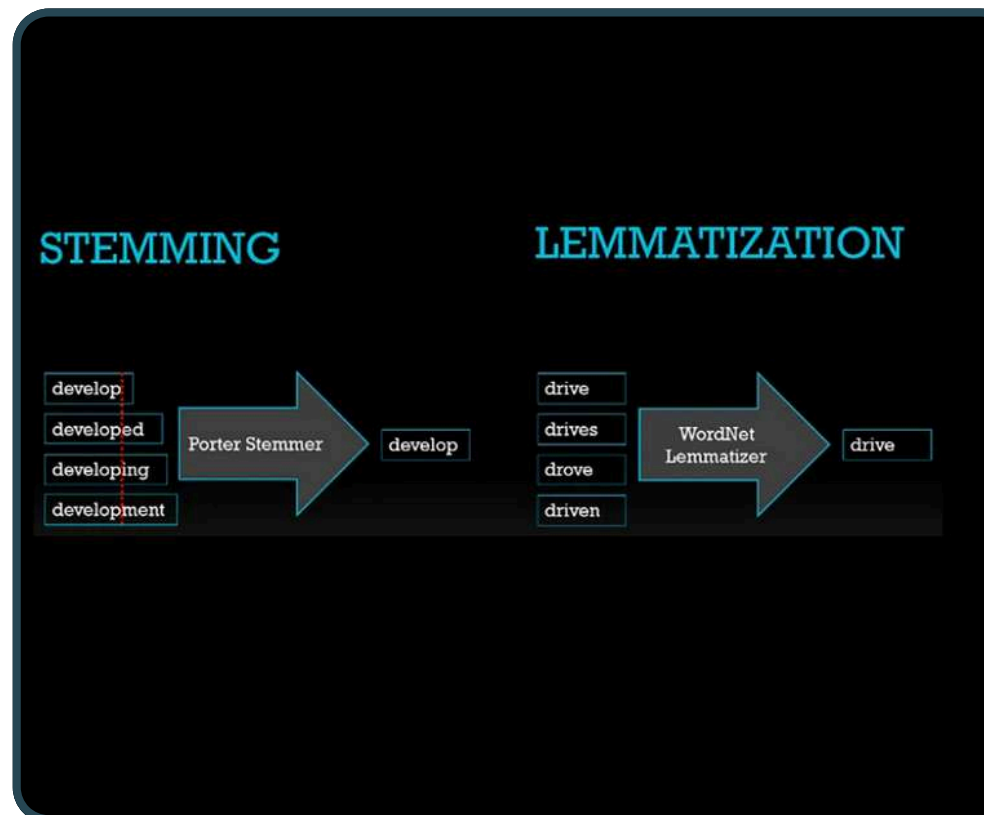 STEMMING
develop
developed
developing
development
Porter Stemmer
develop
LEMMATIZATION
drive
drives
drove
driven
WordNet
Lemmatizer
drive